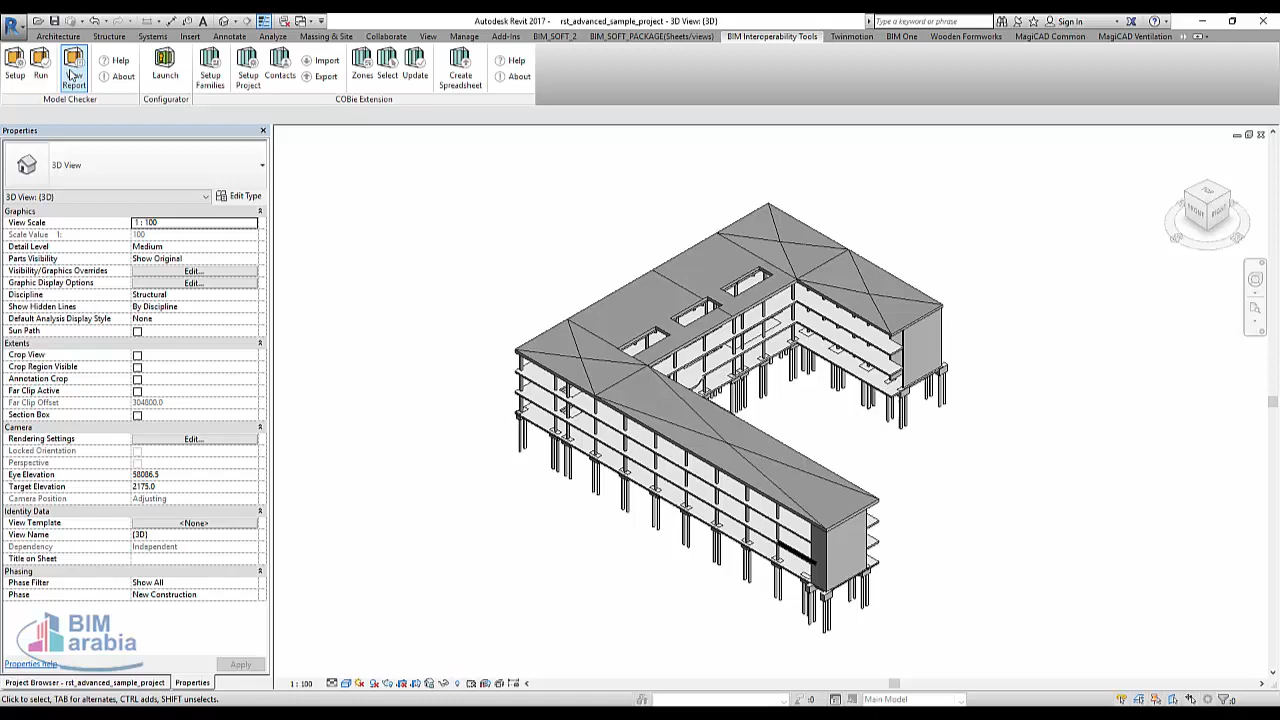 Autodesk Revit 2017 - rst_advanced_sample_project - 3D View: {3D}
Type a keyword or phrase
Sign In
Architecture Structure Systems Insert Annotate Analyze Massing & Site Collaborate View Manage Add-Ins BIM_SOFT_2 BIM_SOFT_PACKAGE(Sheets/views) BIM Interoperability Tools Twinmotion BIM One Wooden Formworks MagiCAD Common MagiCAD Ventilation
Setup Run Report Help About
Launch
Setup Families
Setup Project
Contacts
Import
Export
Zones Select Update
Create Spreadsheet
Help
About
Model Checker Configurator COBie Extension
Properties
3D View
3D View: {3D} Edit Type
Graphics
View Scale 1 : 100
Scale Value 1: 100
Detail Level Medium
Parts Visibility Show Original
Visibility/Graphics Overrides Edit...
Graphic Display Options Edit...
Discipline Structural
Show Hidden Lines By Discipline
Default Analysis Display Style None
Sun Path
Extents
Crop View
Crop Region Visible
Annotation Crop
Far Clip Active
Far Clip Offset 304800.0
Section Box
Camera
Rendering Settings Edit...
Locked Orientation
Perspective
Eye Elevation 58086.5
Target Elevation 2175.0
Camera Position Adjusting
Identity Data
View Template <None>
View Name {3D}
Dependency Independent
Title on Sheet
Phasing
Phase Filter Show All
Phase New Construction
BIM
arabia
Properties help Apply
Project Browser - rst_advanced_sample_project Properties
1 : 100
Click to select, TAB for alternates, CTRL adds, SHIFT unselects.
:0
Main Model
:0
TOP
FRONT
RIGHT